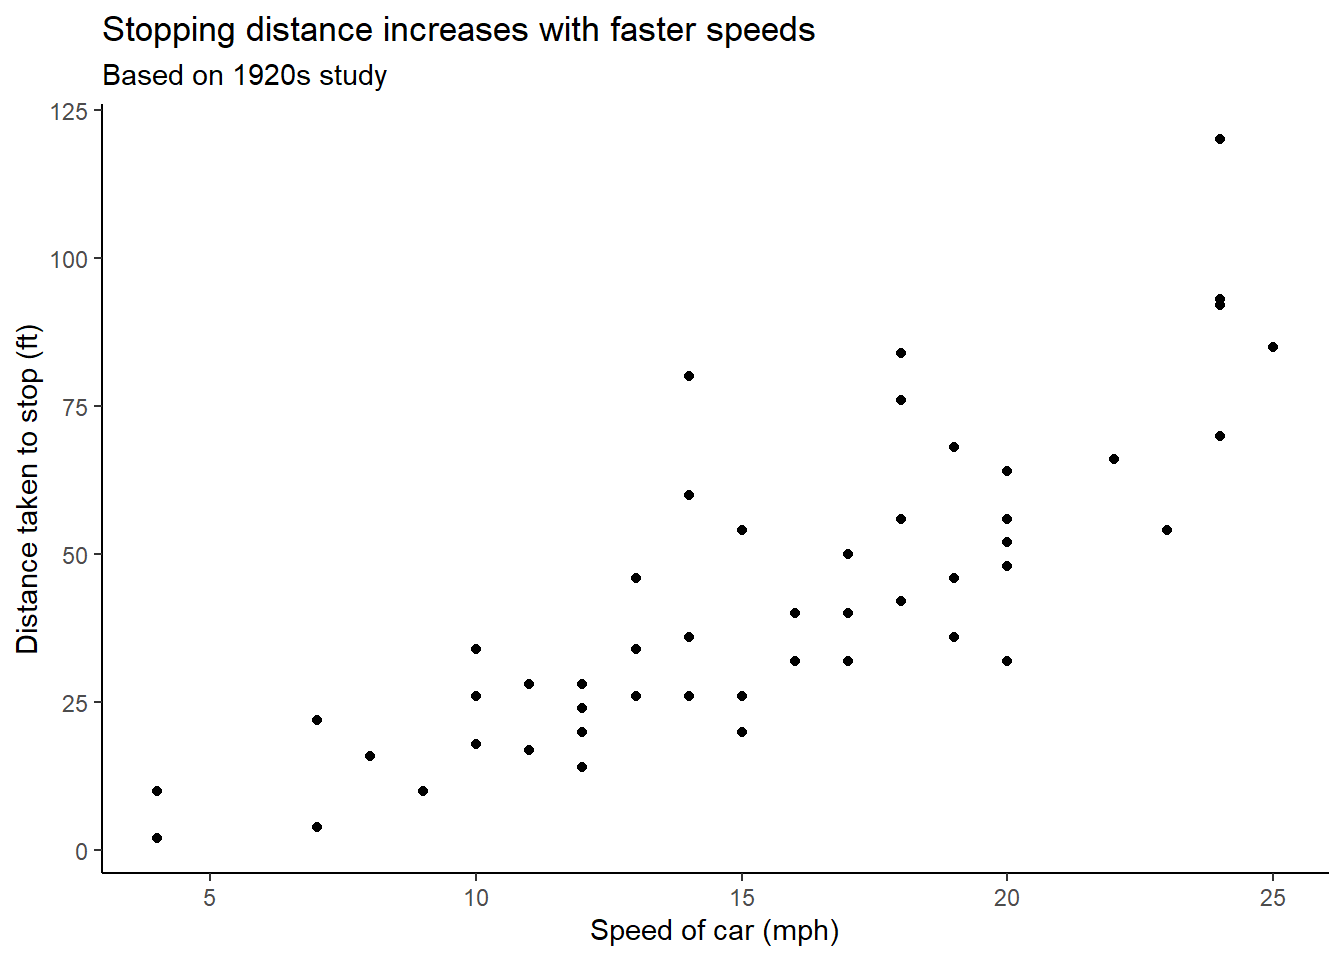 Stopping distance increases with faster speeds
Based on 1920s study
125
100
75
50
25
0
Distance taken to stop (ft)
5 10 15 20 25
Speed of car (mph)